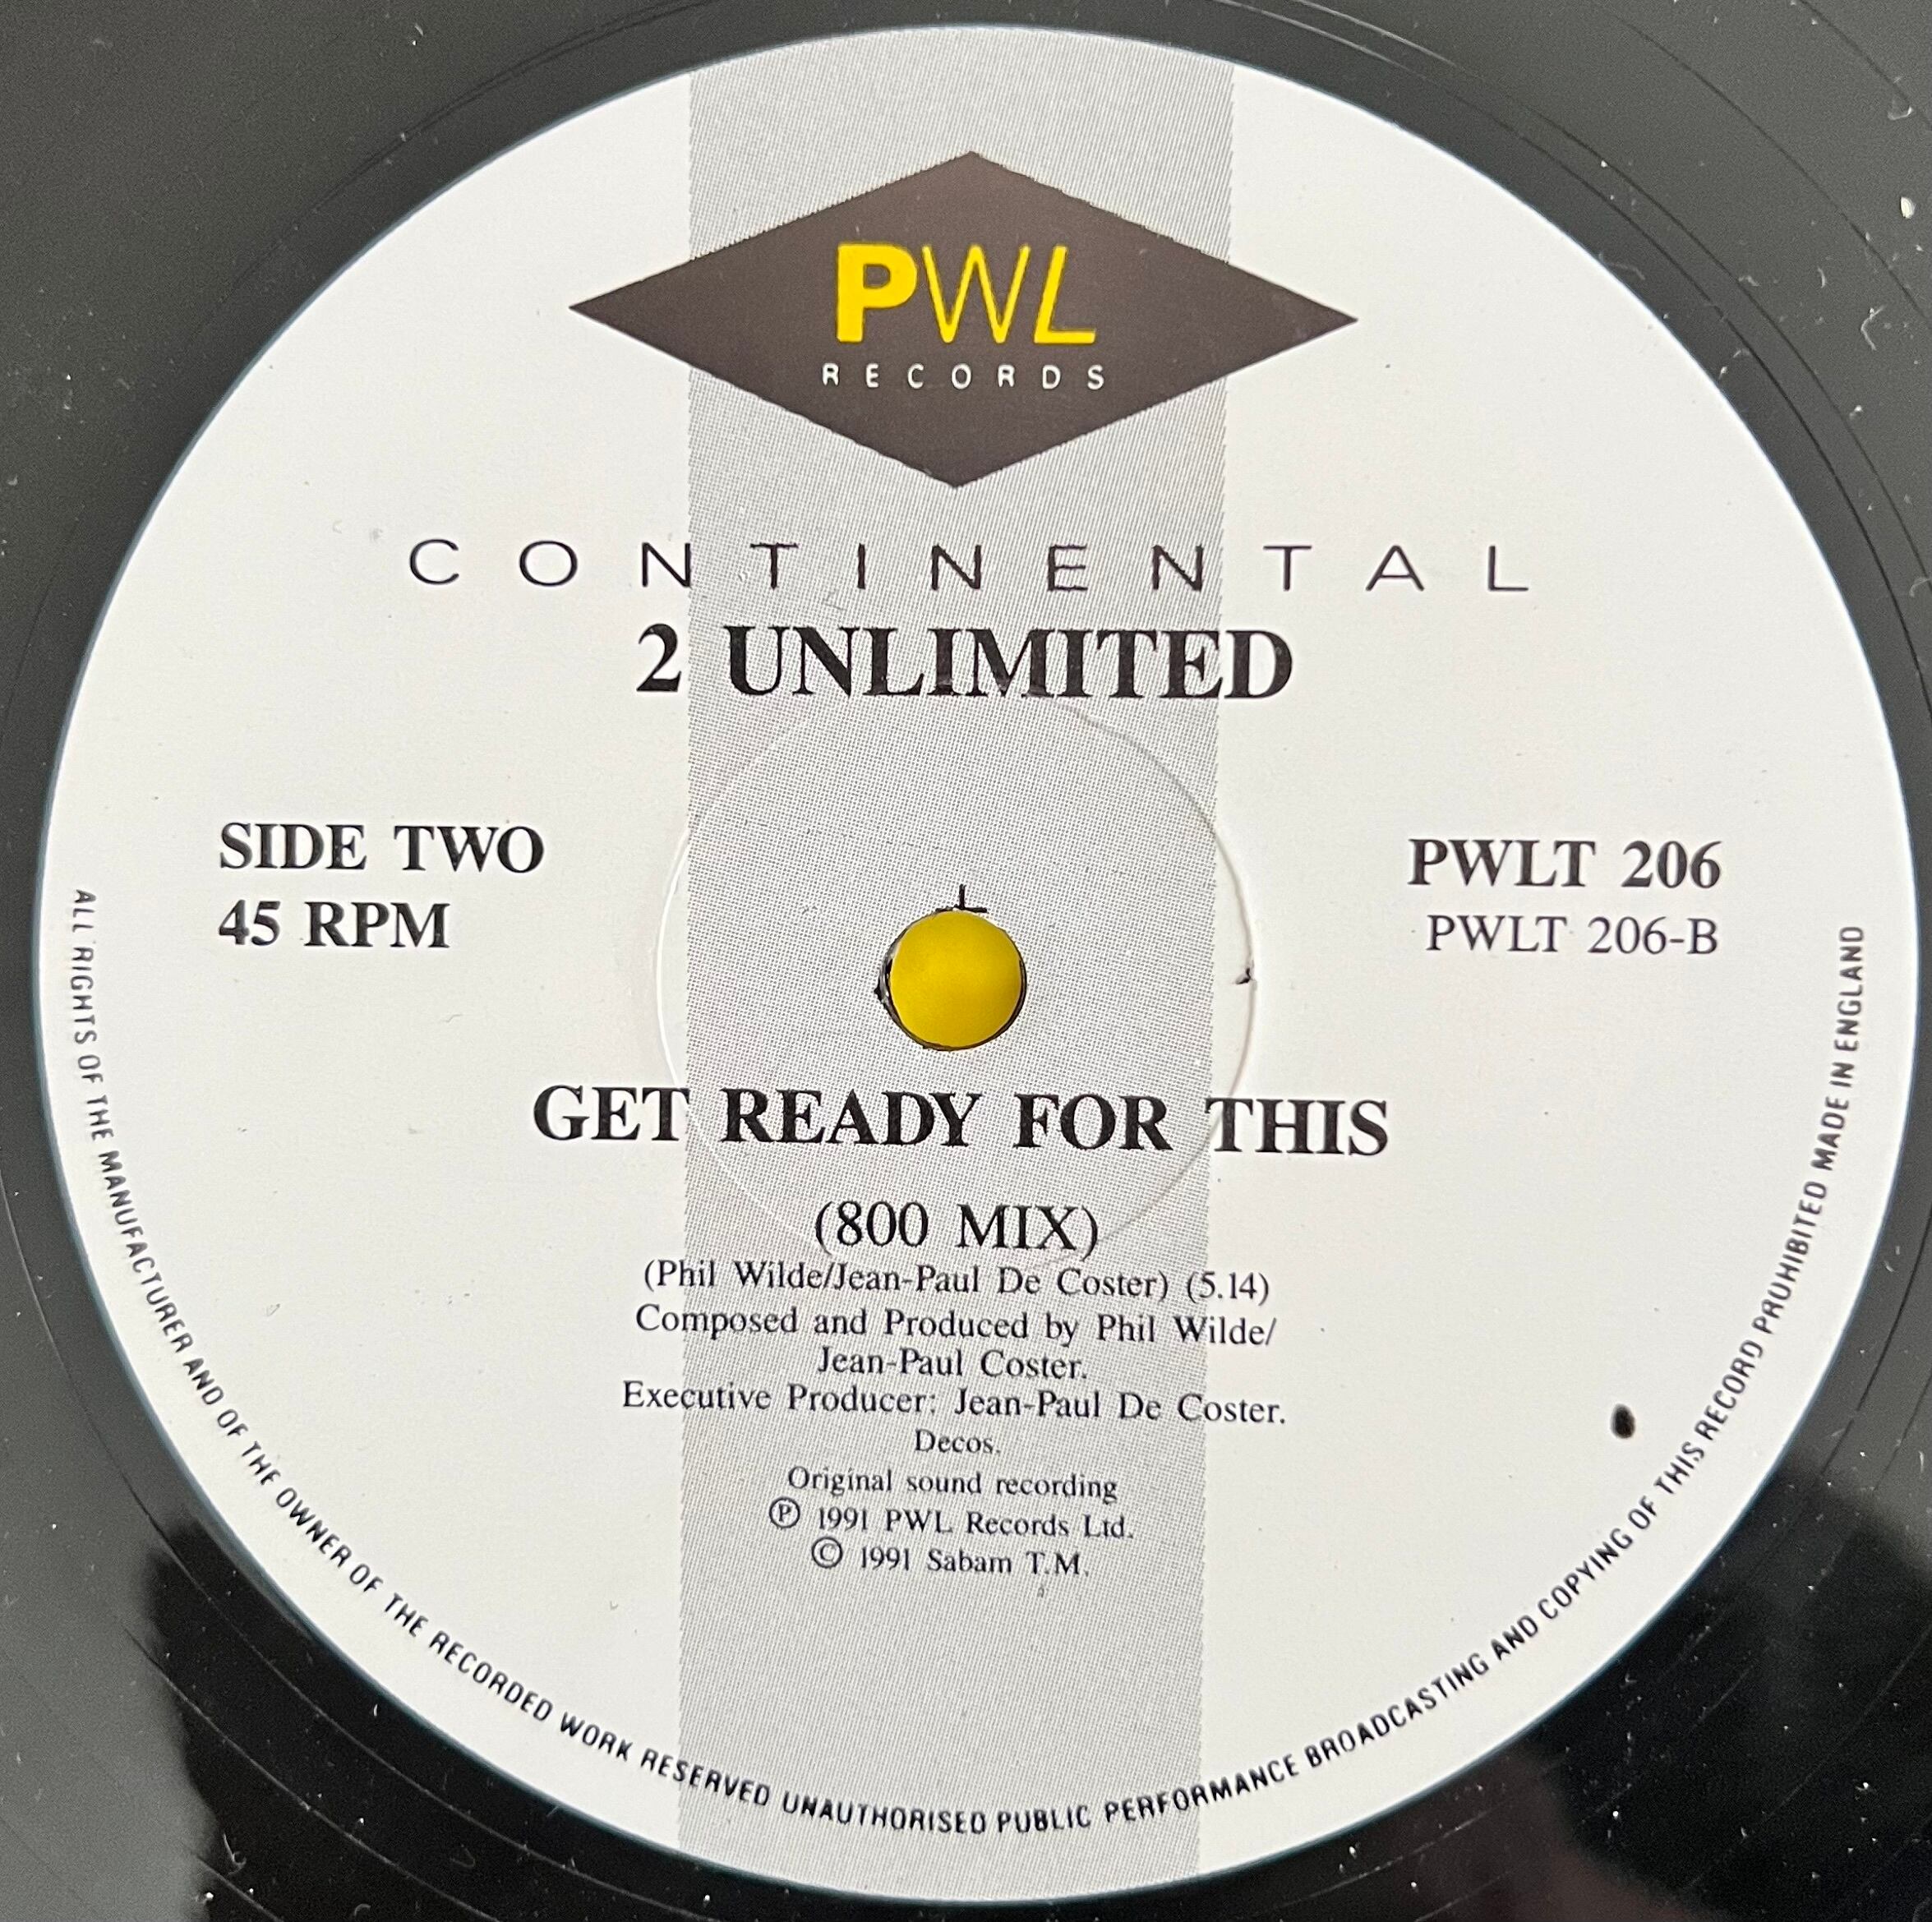 PWL
RECORDS
CONTINENTAL
2 UNLIMITED
SIDE TWO
45 RPM
PWLT 206
PWLT 206-B
GET READY FOR THIS
(800 MIX)
(Phil Wilde/Jean-Paul De Coster) (5.14)
Composed and Produced by Phil Wilde/
Jean-Paul Coster.
Executive Producer: Jean-Paul De Coster.
Decos.
Original sound recording
Ⓟ 1991 PWL Records Ltd.
© 1991 Sabam T.M.
ALL RIGHTS OF THE MANUFACTURER AND OF THE OWNER OF THE RECORDED WORK RESERVED UNAUTHORISED PUBLIC PERFORMANCE BROADCASTING AND COPYING OF THIS RECORD PROHIBITED MADE IN ENGLAND